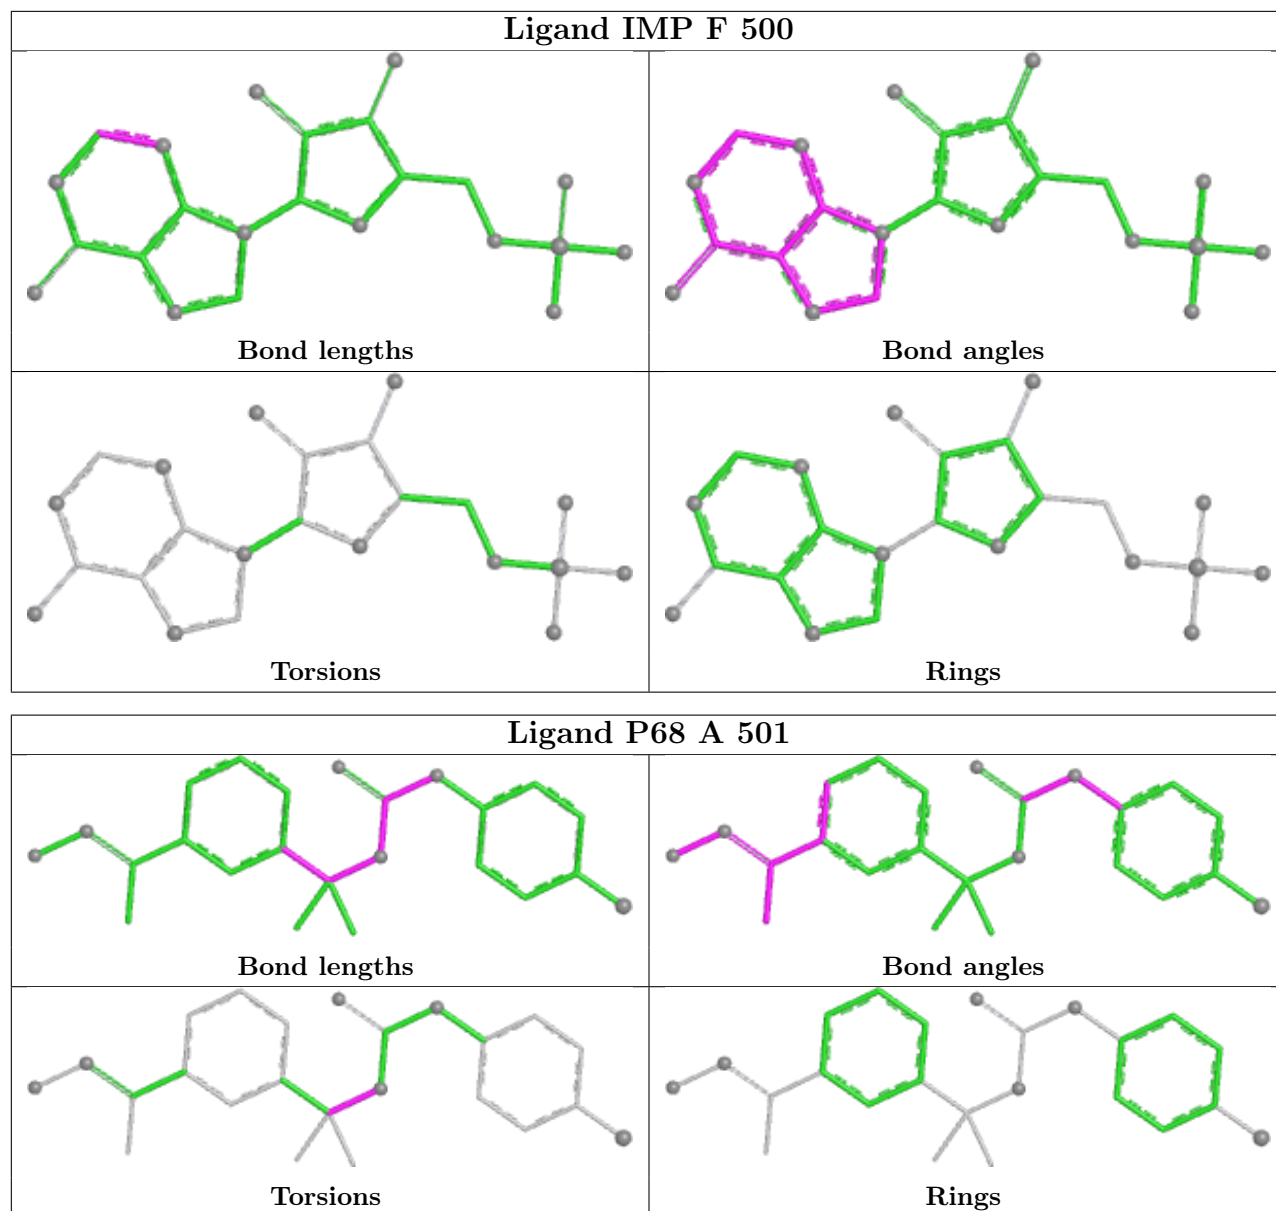 Ligand IMP F 500
Bond lengths
Bond angles
Torsions
Rings
Ligand P68 A 501
Bond lengths
Bond angles
Torsions
Rings